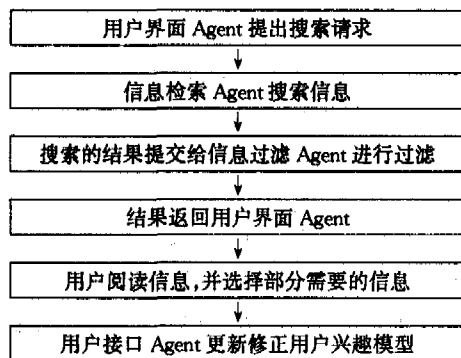 用户界面 Agent 提出搜索请求
信息检索 Agent 搜索信息
搜索的结果提交给信息过滤 Agent 进行过滤
结果返回用户界面 Agent
用户阅读信息,并选择部分需要的信息
用户接口 Agent 更新修正用户兴趣模型